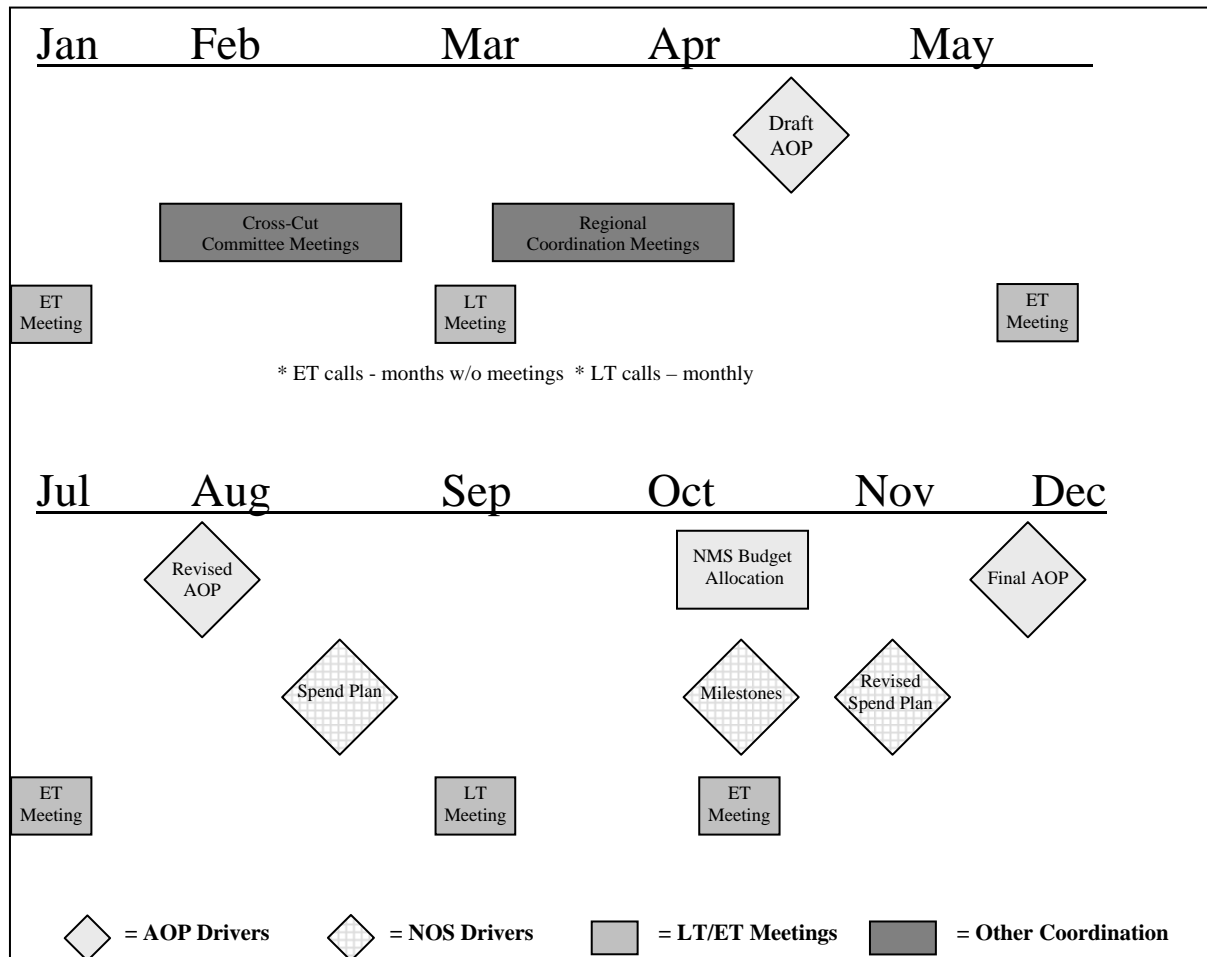 Jan Feb Mar Apr May
Draft
AOP
Cross-Cut
Committee Meetings
Regional
Coordination Meetings
ET
Meeting
LT
Meeting
ET
Meeting
* ET calls - months w/o meetings * LT calls – monthly
Jul Aug Sep Oct Nov Dec
Revised
AOP
NMS Budget
Allocation
Final AOP
Spend Plan
Milestones
Revised
Spend Plan
ET
Meeting
LT
Meeting
ET
Meeting
= AOP Drivers = NOS Drivers = LT/ET Meetings = Other Coordination